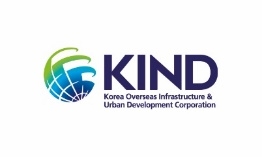 KIND
Korea Overseas Infrastructure &
Urban Development Corporation